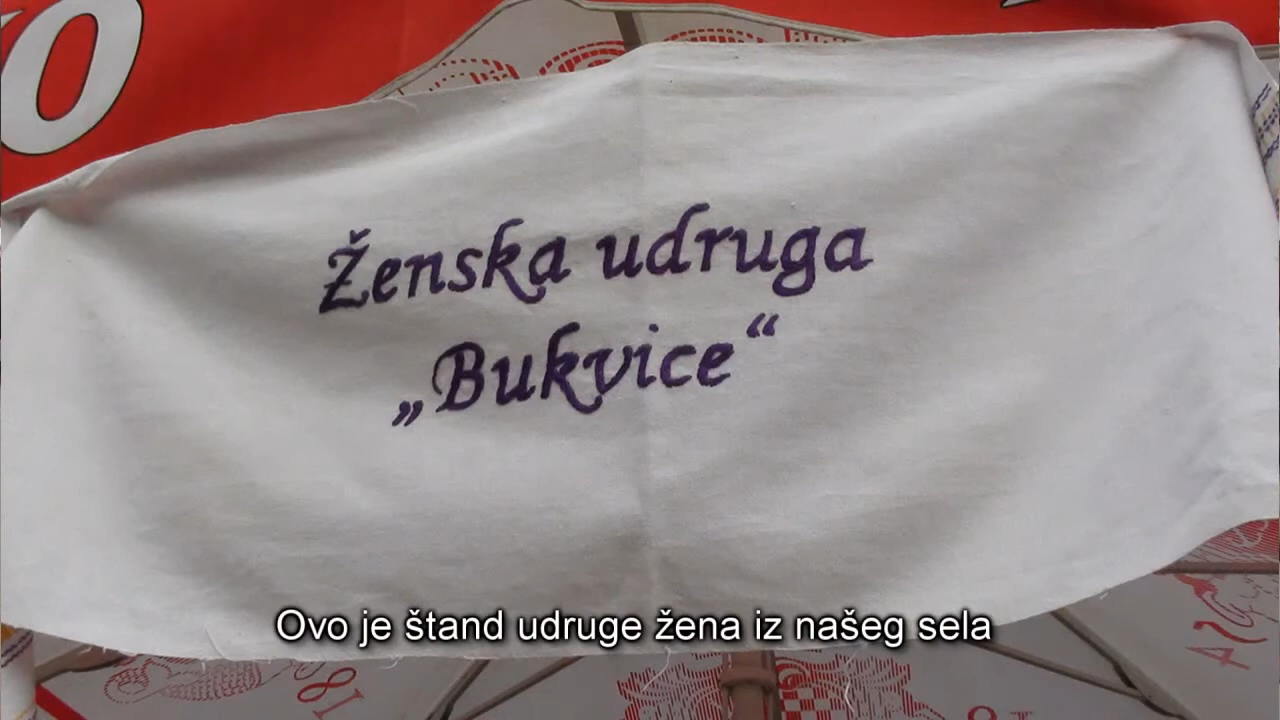 Ženska udruga
„Bukvice“
Ovo je štand udruge žena iz našeg sela